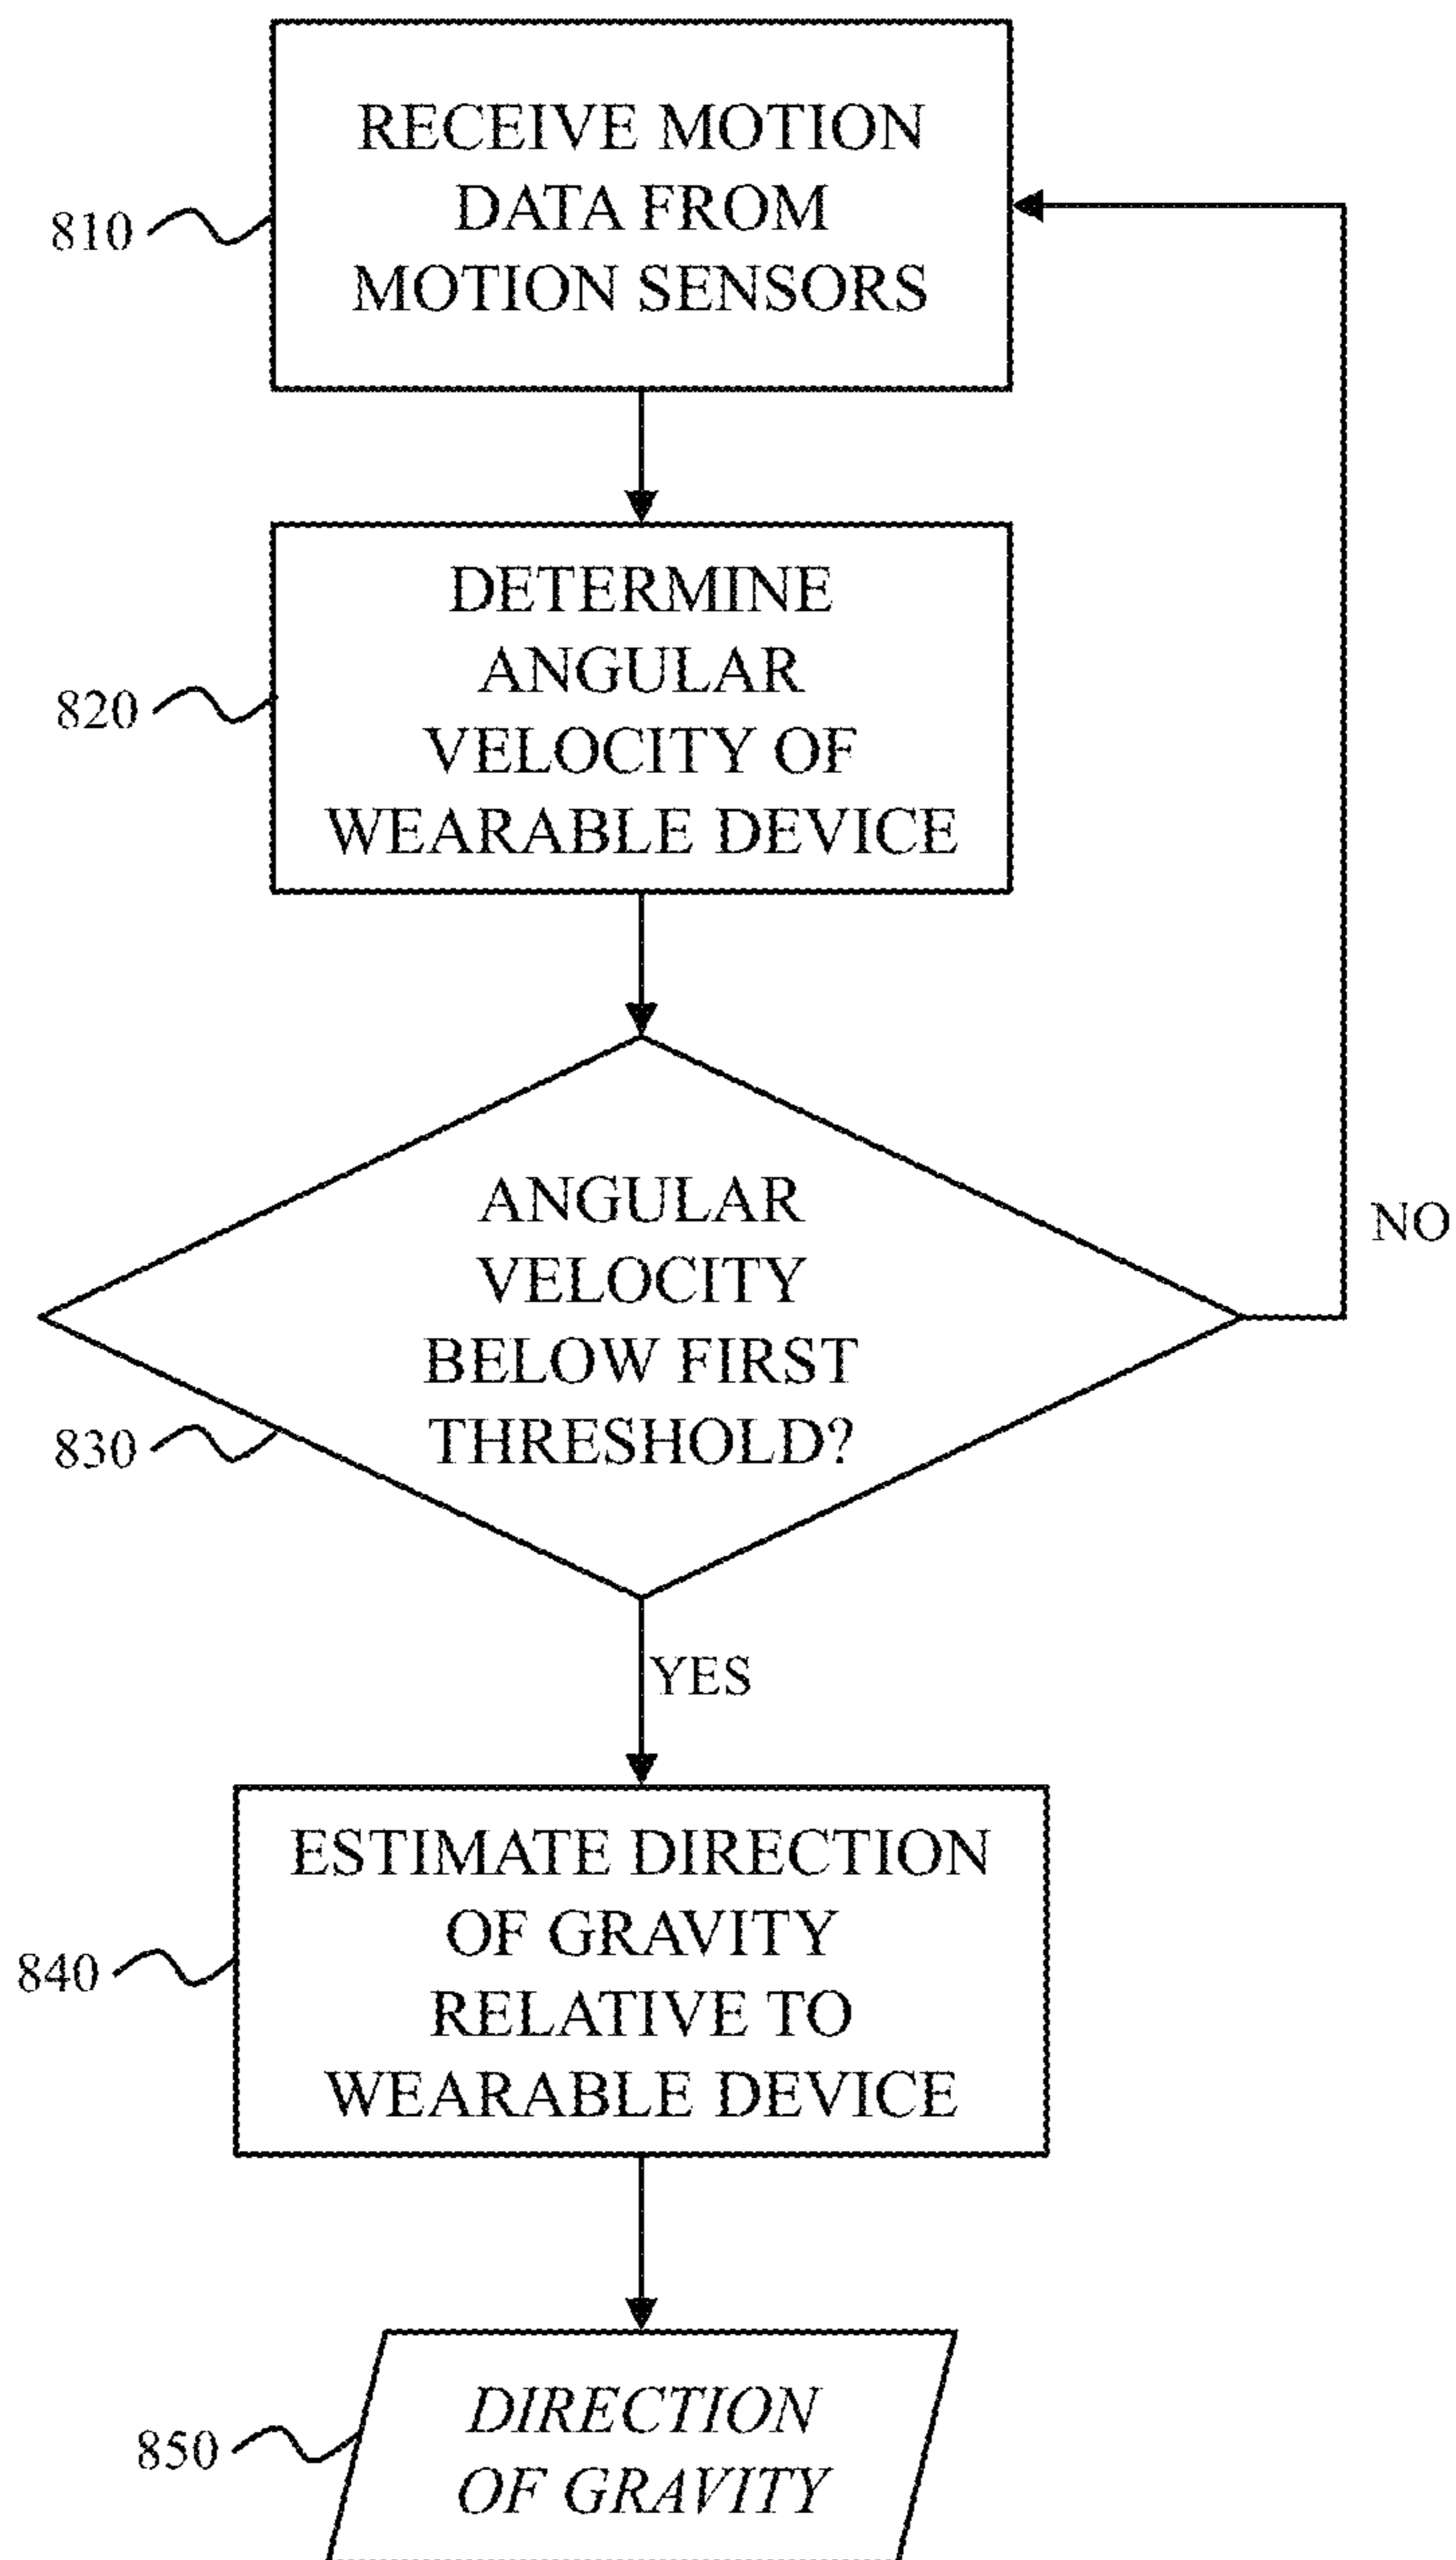 RECEIVE MOTION
DATA FROM
MOTION SENSORS
810
DETERMINE
ANGULAR
VELOCITY OF
WEARABLE DEVICE
820
ANGULAR
VELOCITY
BELOW FIRST
THRESHOLD?
830
NO
YES
ESTIMATE DIRECTION
OF GRAVITY
RELATIVE TO
WEARABLE DEVICE
840
DIRECTION
OF GRAVITY
850